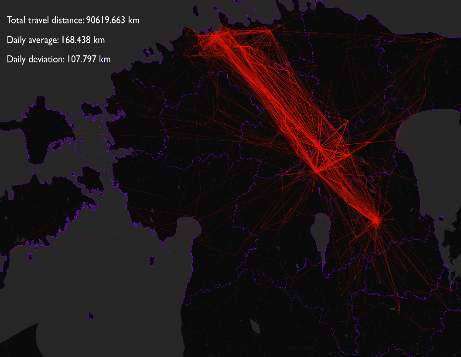 Total travel distance: 90619.663 km
Daily average: 168.438 km
Daily deviation: 107.797 km